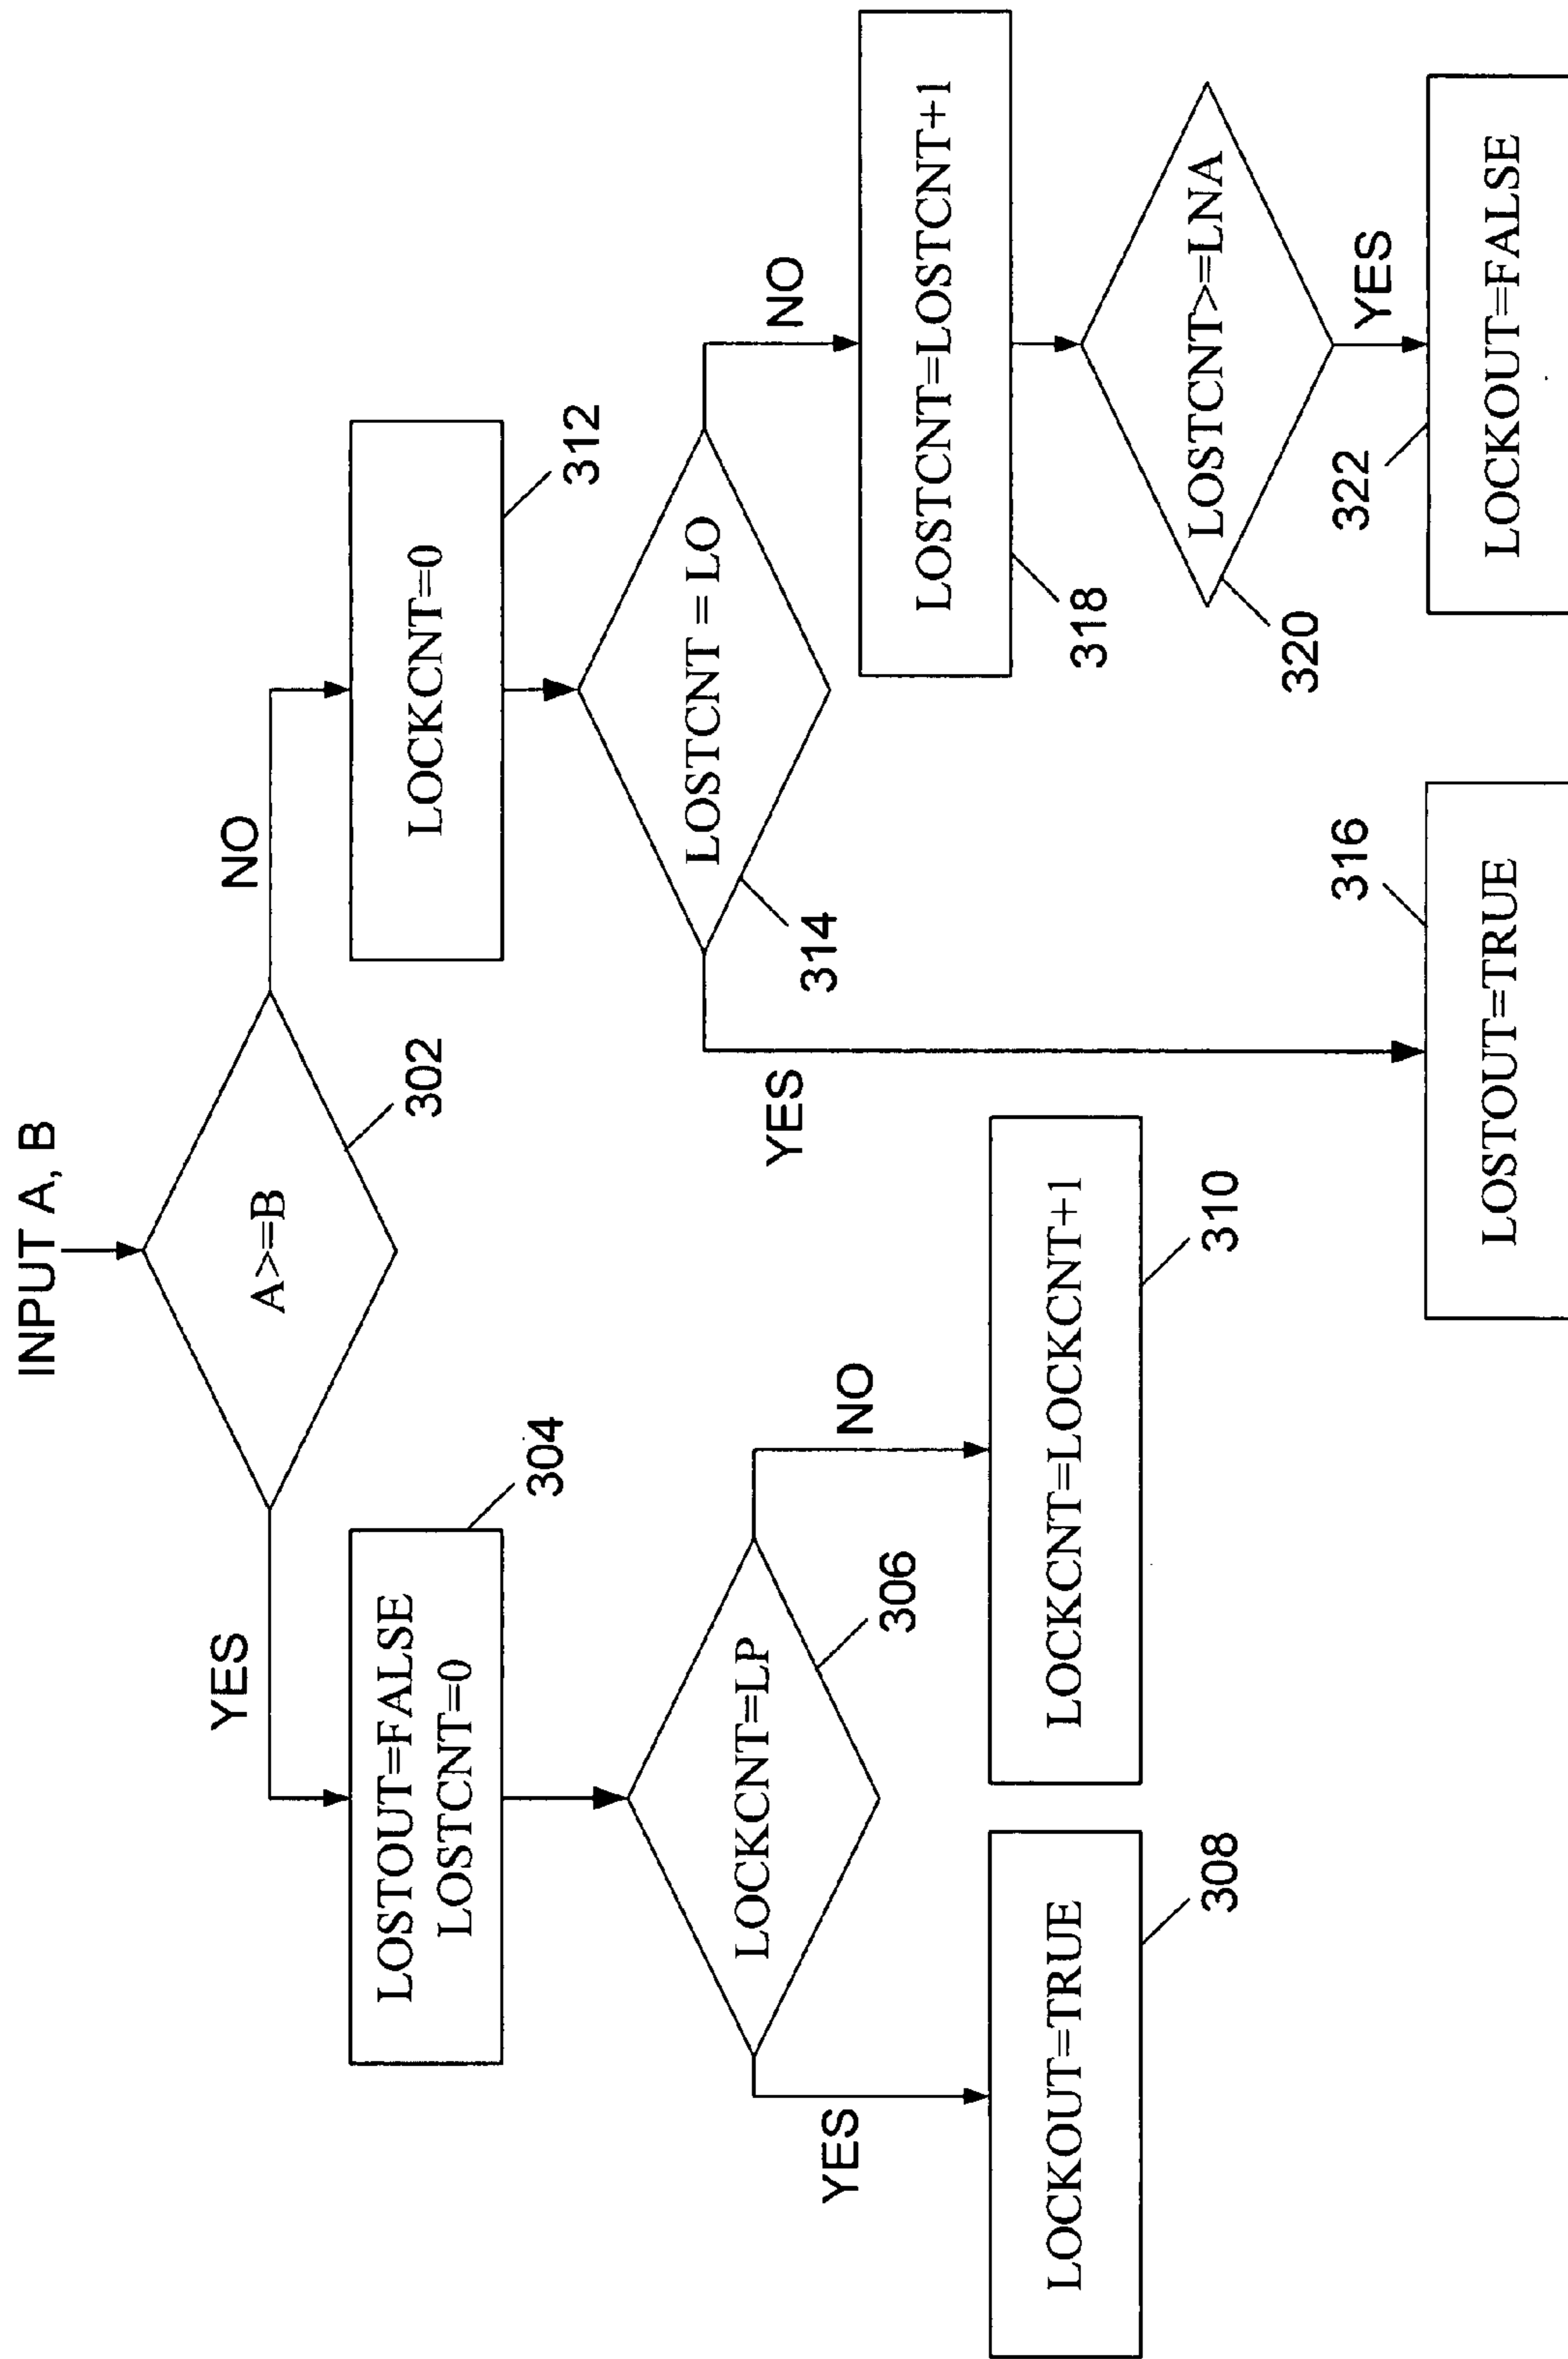 INPUT A, B
A>=B
302
YES
NO
LOSTOUT=FALSE
LOSTCNT=0
304
LOCKCNT=0
312
LOCKCNT=LP
306
LOSTCNT = LO
314
YES
NO
YES
NO
LOCKOUT=TRUE
308
LOCKCNT=LOCKCNT+1
310
LOSTCNT=LOSTCNT+1
318
LOSTCNT>=LNA
320
YES
LOSTOUT=TRUE
316
LOCKOUT=FALSE
322